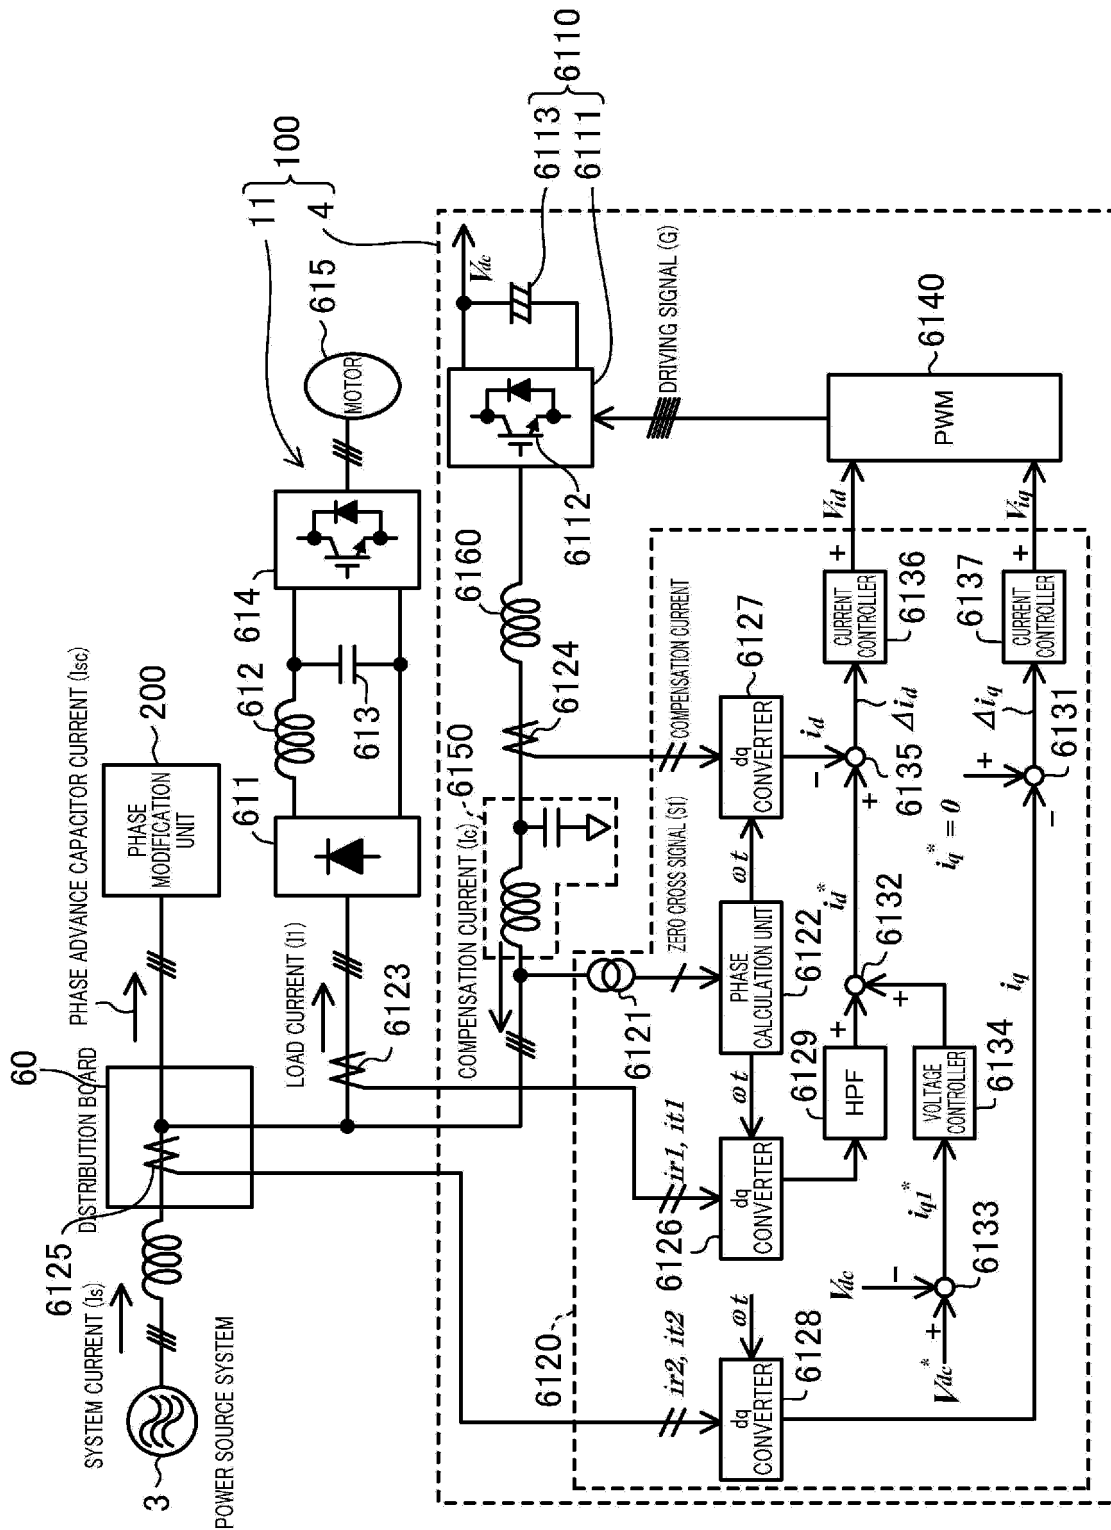 POWER SOURCE SYSTEM
3
SYSTEM CURRENT (Is)
6125
DISTRIBUTION BOARD
60
PHASE ADVANCE CAPACITOR CURRENT (Isc)
PHASE
MODIFICATION
UNIT
200
LOAD CURRENT (I1)
6123
611
612
613
614
MOTOR
615
11
4
100
COMPENSATION CURRENT (Ic)
6150
6124
6160
6112
Vdc
6113
6111
6110
6121
ZERO CROSS SIGNAL (S1)
COMPENSATION CURRENT
DRIVING SIGNAL (G)
6120
ir2, it2
ωt
dq
CONVERTER
6128
ir1, it1
6126
dq
CONVERTER
ωt
PHASE
CALCULATION UNIT
6122
ωt
dq
CONVERTER
6127
6129
HPF
+
6132
id*
+
−
id
6135
Δid
CURRENT
CONTROLLER
6136
+
Vid
PWM
6140
Vdc
−
Vdc*
+
6133
iq1*
VOLTAGE
CONTROLLER
6134
+
iq
iq* = 0
+
−
6131
Δiq
CURRENT
CONTROLLER
6137
+
Viq